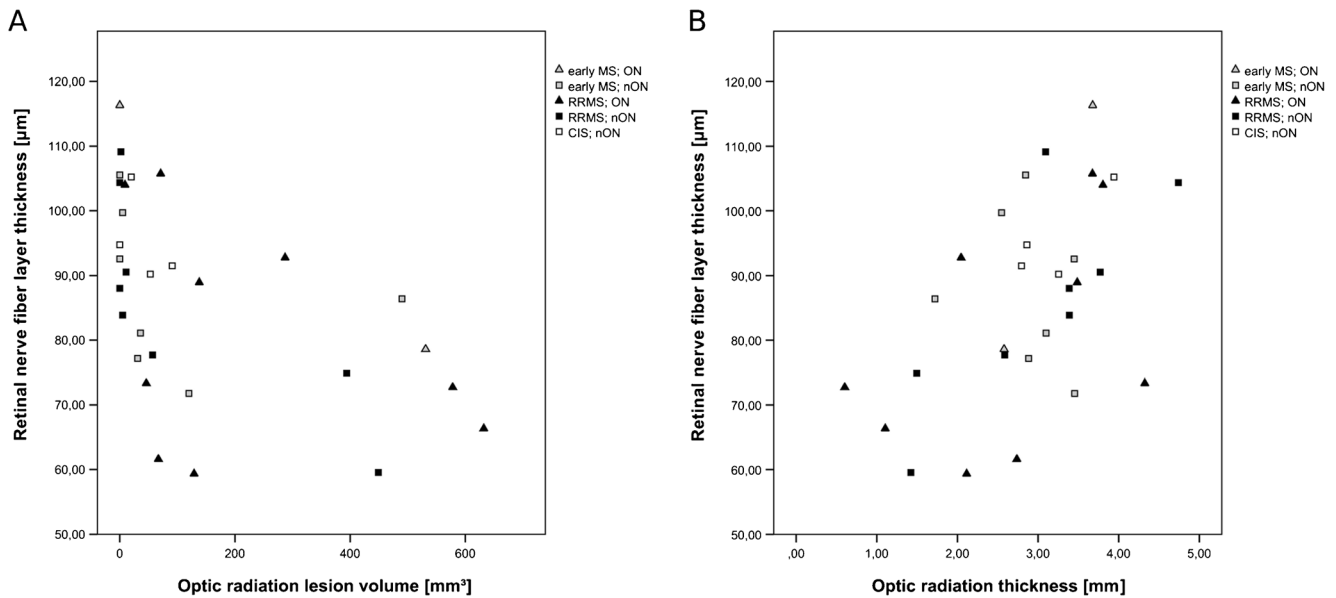 A
Retinal nerve fiber layer thickness [µm]
120,00
110,00
100,00
90,00
80,00
70,00
60,00
50,00
0
200
400
600
Optic radiation lesion volume [mm³]
early MS; ON
early MS; nON
RRMS; ON
RRMS; nON
CIS; nON
B
Retinal nerve fiber layer thickness [µm]
120,00
110,00
100,00
90,00
80,00
70,00
60,00
50,00
,00
1,00
2,00
3,00
4,00
5,00
Optic radiation thickness [mm]
early MS; ON
early MS; nON
RRMS; ON
RRMS; nON
CIS; nON